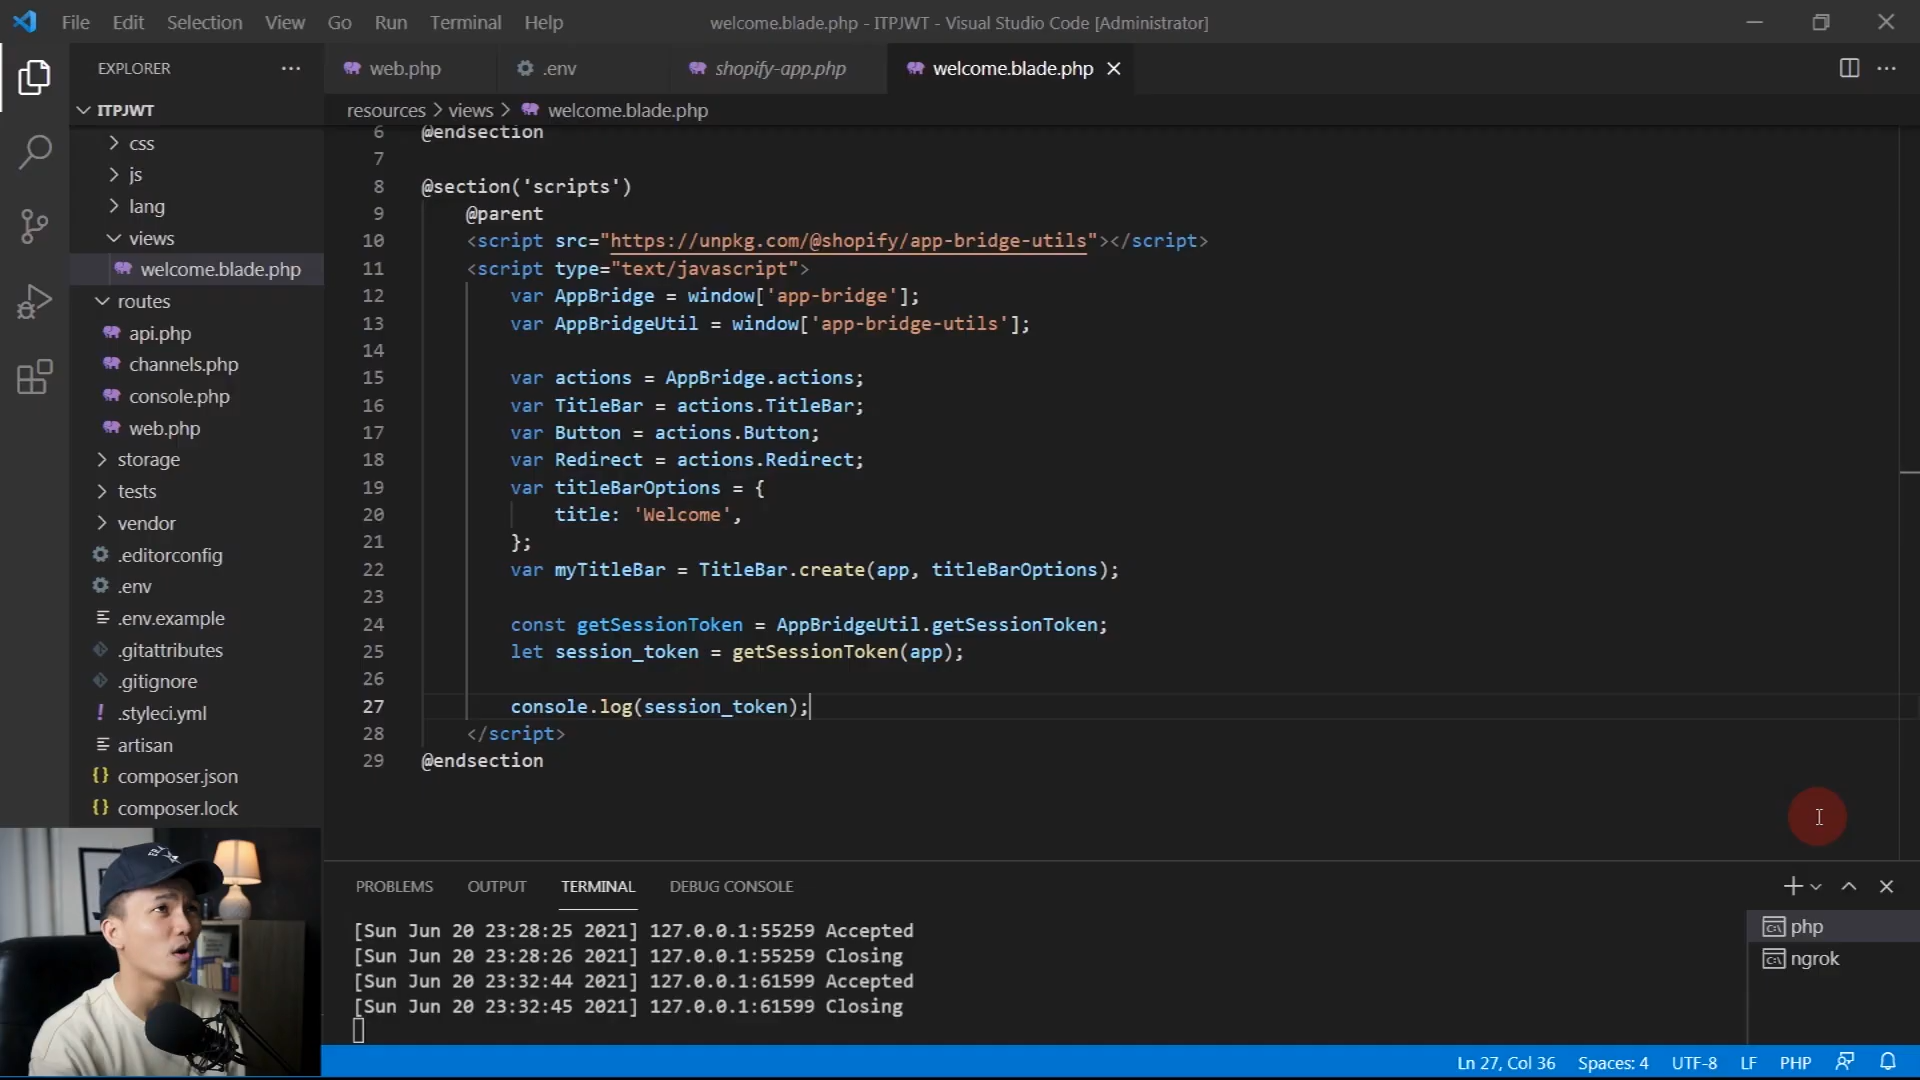 File Edit Selection View Go Run Terminal Help
welcome.blade.php - ITPJWT - Visual Studio Code [Administrator]
EXPLORER
web.php
.env
shopify-app.php
welcome.blade.php
ITPJWT
css
js
lang
views
welcome.blade.php
routes
api.php
channels.php
console.php
web.php
storage
tests
vendor
.editorconfig
.env
.env.example
.gitattributes
.gitignore
.styleci.yml
artisan
composer.json
composer.lock
resources > views > welcome.blade.php
6 @endsection
7
8 @section('scripts')
9 @parent
10 <script src="https://unpkg.com/@shopify/app-bridge-utils"></script>
11 <script type="text/javascript">
12 var AppBridge = window['app-bridge'];
13 var AppBridgeUtil = window['app-bridge-utils'];
14
15 var actions = AppBridge.actions;
16 var TitleBar = actions.TitleBar;
17 var Button = actions.Button;
18 var Redirect = actions.Redirect;
19 var titleBarOptions = {
20 title: 'Welcome',
21 };
22 var myTitleBar = TitleBar.create(app, titleBarOptions);
23
24 const getSessionToken = AppBridgeUtil.getSessionToken;
25 let session_token = getSessionToken(app);
26
27 console.log(session_token);
28 </script>
29 @endsection
PROBLEMS OUTPUT TERMINAL DEBUG CONSOLE
[Sun Jun 20 23:28:25 2021] 127.0.0.1:55259 Accepted
[Sun Jun 20 23:28:26 2021] 127.0.0.1:55259 Closing
[Sun Jun 20 23:32:44 2021] 127.0.0.1:61599 Accepted
[Sun Jun 20 23:32:45 2021] 127.0.0.1:61599 Closing
php
ngrok
Ln 27, Col 36 Spaces: 4 UTF-8 LF PHP